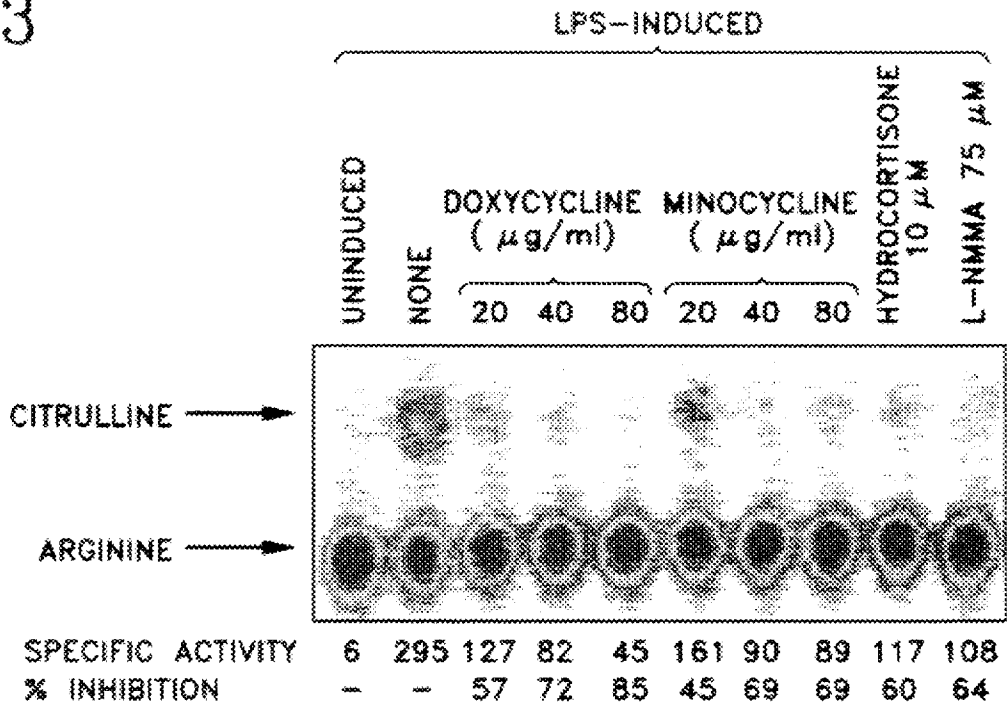 3
LPS-INDUCED
UNINDUCED
NONE
DOXYCYCLINE
( µg/ml)
20 40 80
MINOCYCLINE
( µg/ml)
20 40 80
HYDROCORTISONE
10 µM
L-NMMA 75 µM
CITRULLINE
ARGININE
SPECIFIC ACTIVITY 6 295 127 82 45 161 90 89 117 108
% INHIBITION - - 57 72 85 45 69 69 60 64